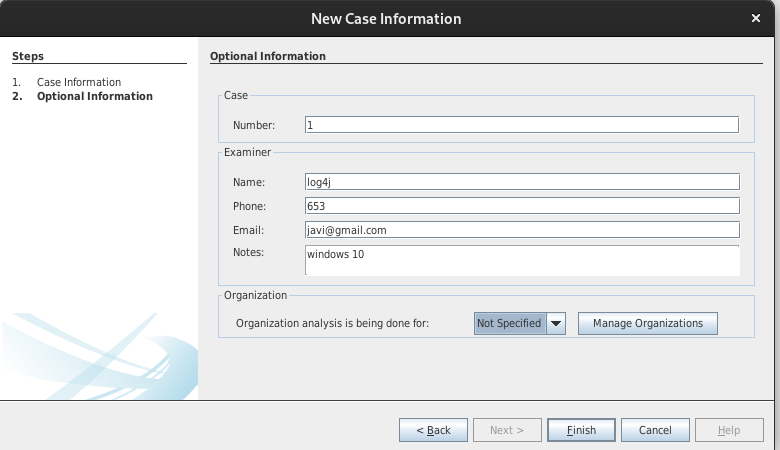 New Case Information
×
Steps
1. Case Information
2. Optional Information
Optional Information
Case
Number: 1
Examiner
Name: log4j
Phone: 653
Email: javi@gmail.com
Notes: windows 10
Organization
Organization analysis is being done for: Not Specified Manage Organizations
< Back Next > Finish Cancel Help